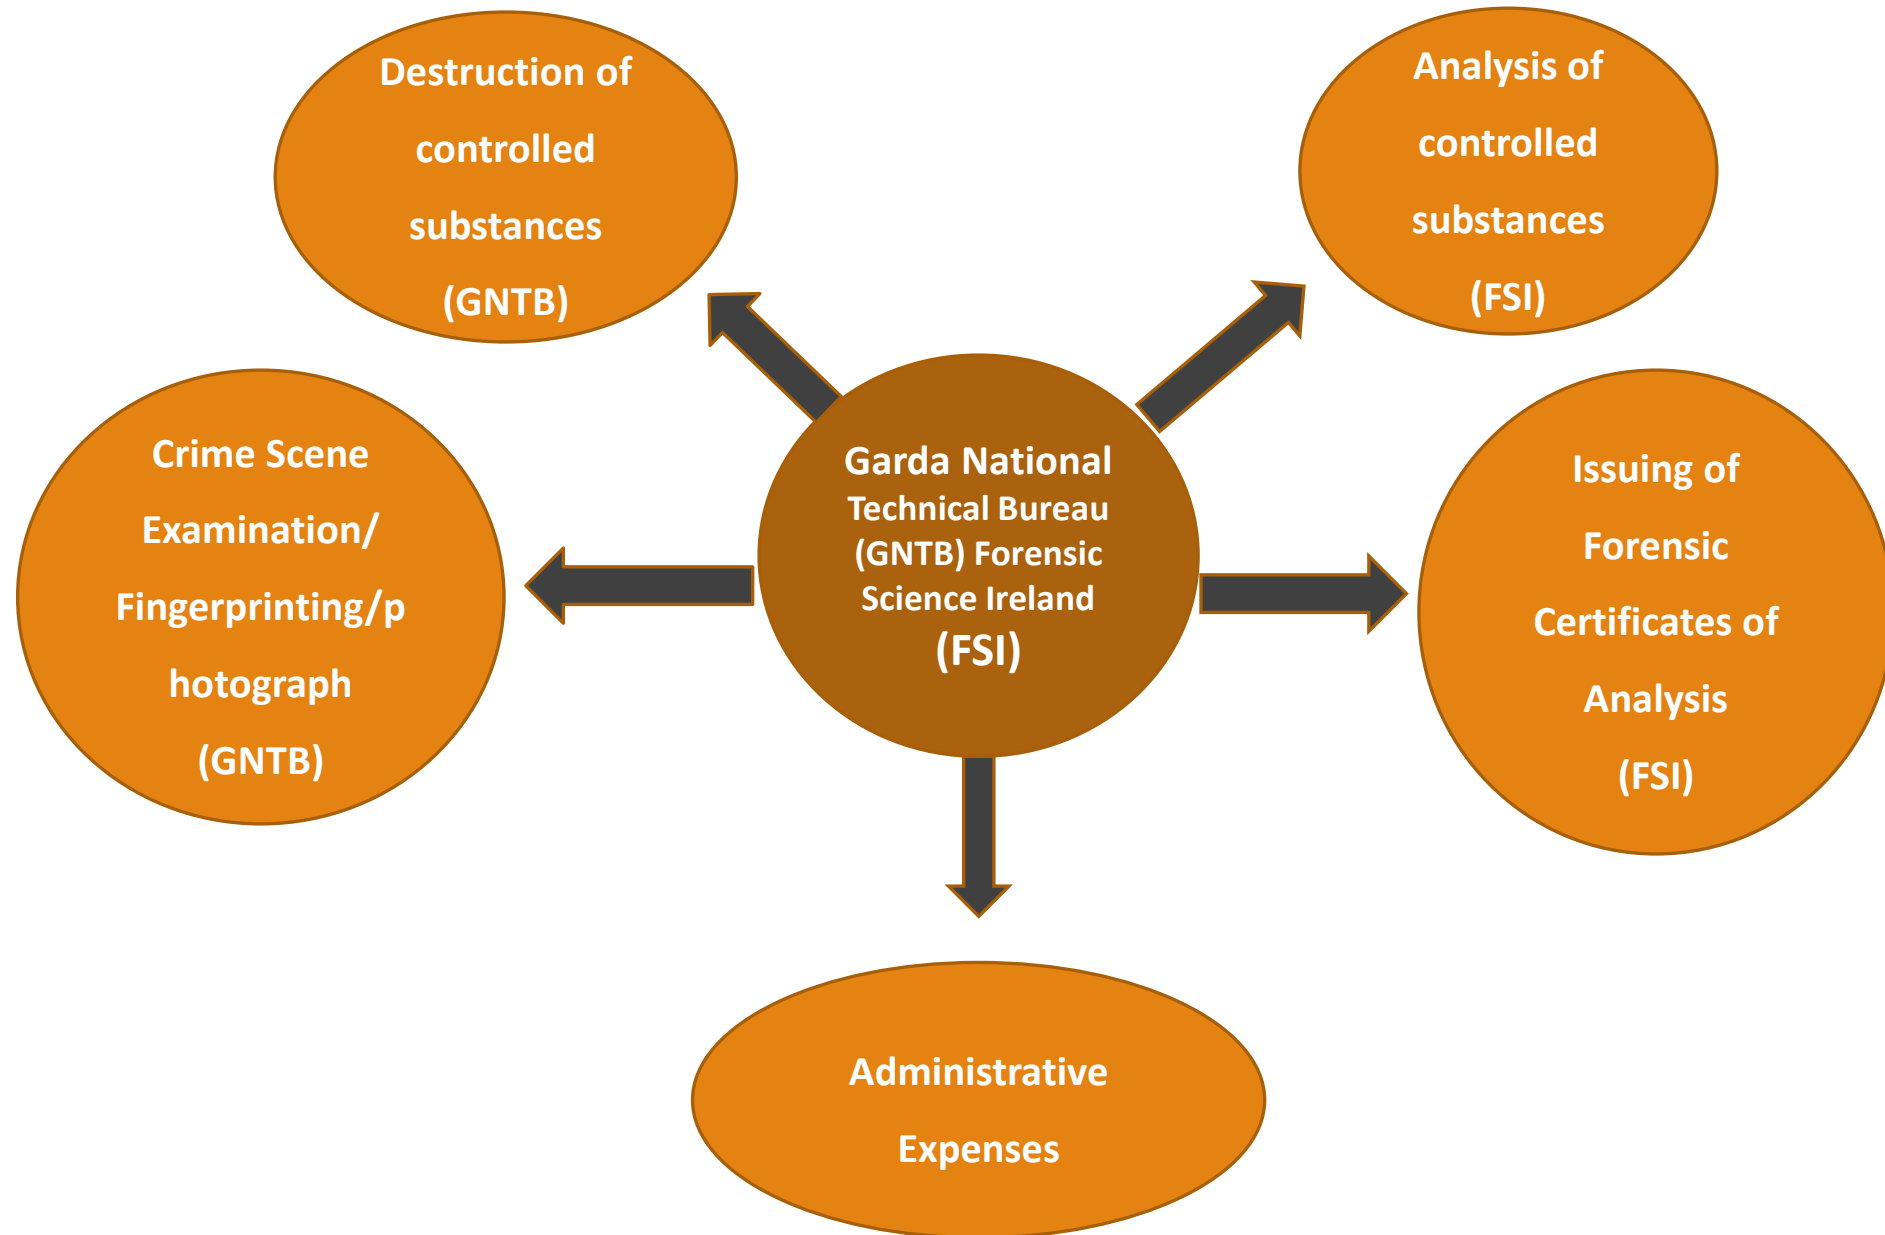 Destruction of
controlled
substances
(GNTB)
Analysis of
controlled
substances
(FSI)
Crime Scene
Examination/
Fingerprinting/p
hotograph
(GNTB)
Garda National
Technical Bureau
(GNTB) Forensic
Science Ireland
(FSI)
Issuing of
Forensic
Certificates of
Analysis
(FSI)
Administrative
Expenses